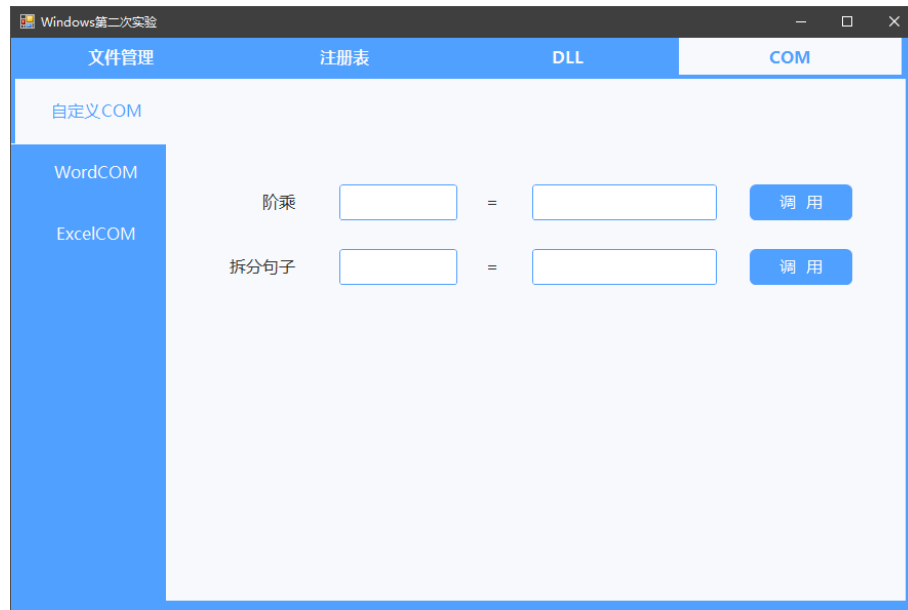 Windows第二次实验
文件管理 注册表 DLL COM
自定义COM
WordCOM
ExcelCOM
阶乘 = 调 用
拆分句子 = 调 用